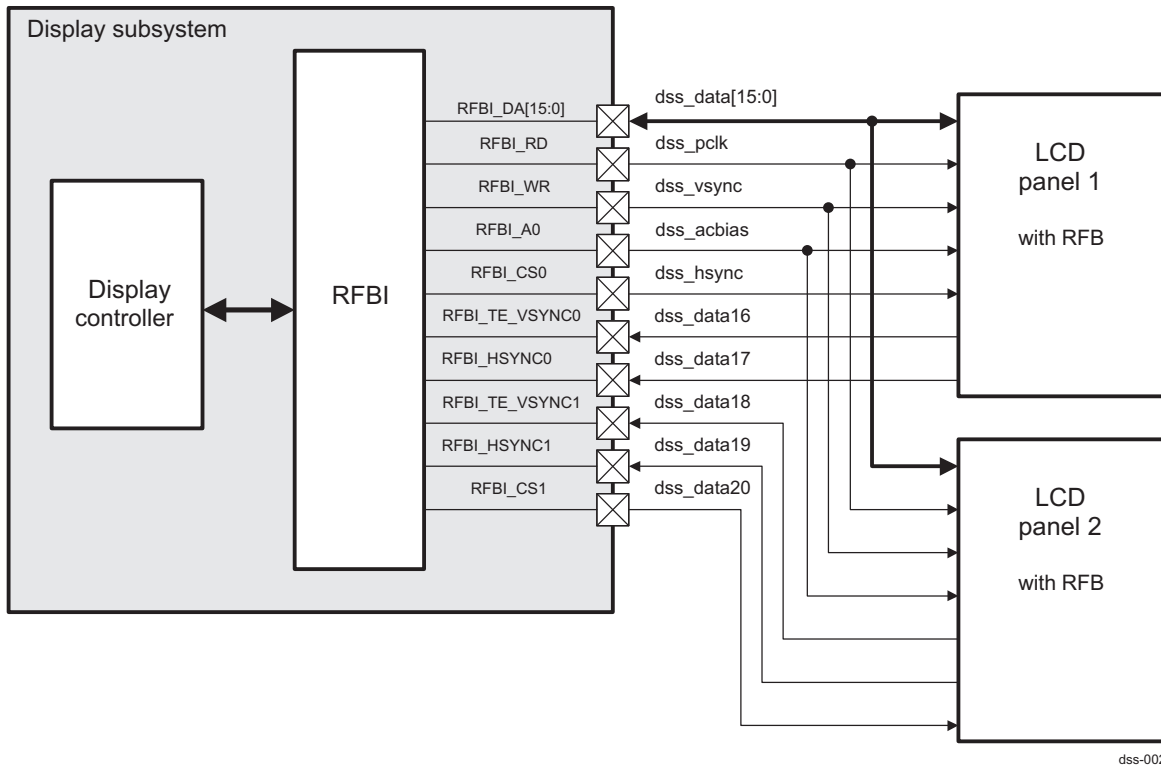 Display subsystem
RFBI_DA[15:0]
dss_data[15:0]
RFBI_RD
dss_pclk
RFBI_WR
dss_vsync
RFBI_A0
dss_acbias
RFBI_CS0
dss_hsync
RFBI_TE_VSYNC0
dss_data16
RFBI_HSYNC0
dss_data17
RFBI_TE_VSYNC1
dss_data18
RFBI_HSYNC1
dss_data19
RFBI_CS1
dss_data20
Display
controller
RFBI
LCD
panel 1
with RFB
LCD
panel 2
with RFB
dss-002